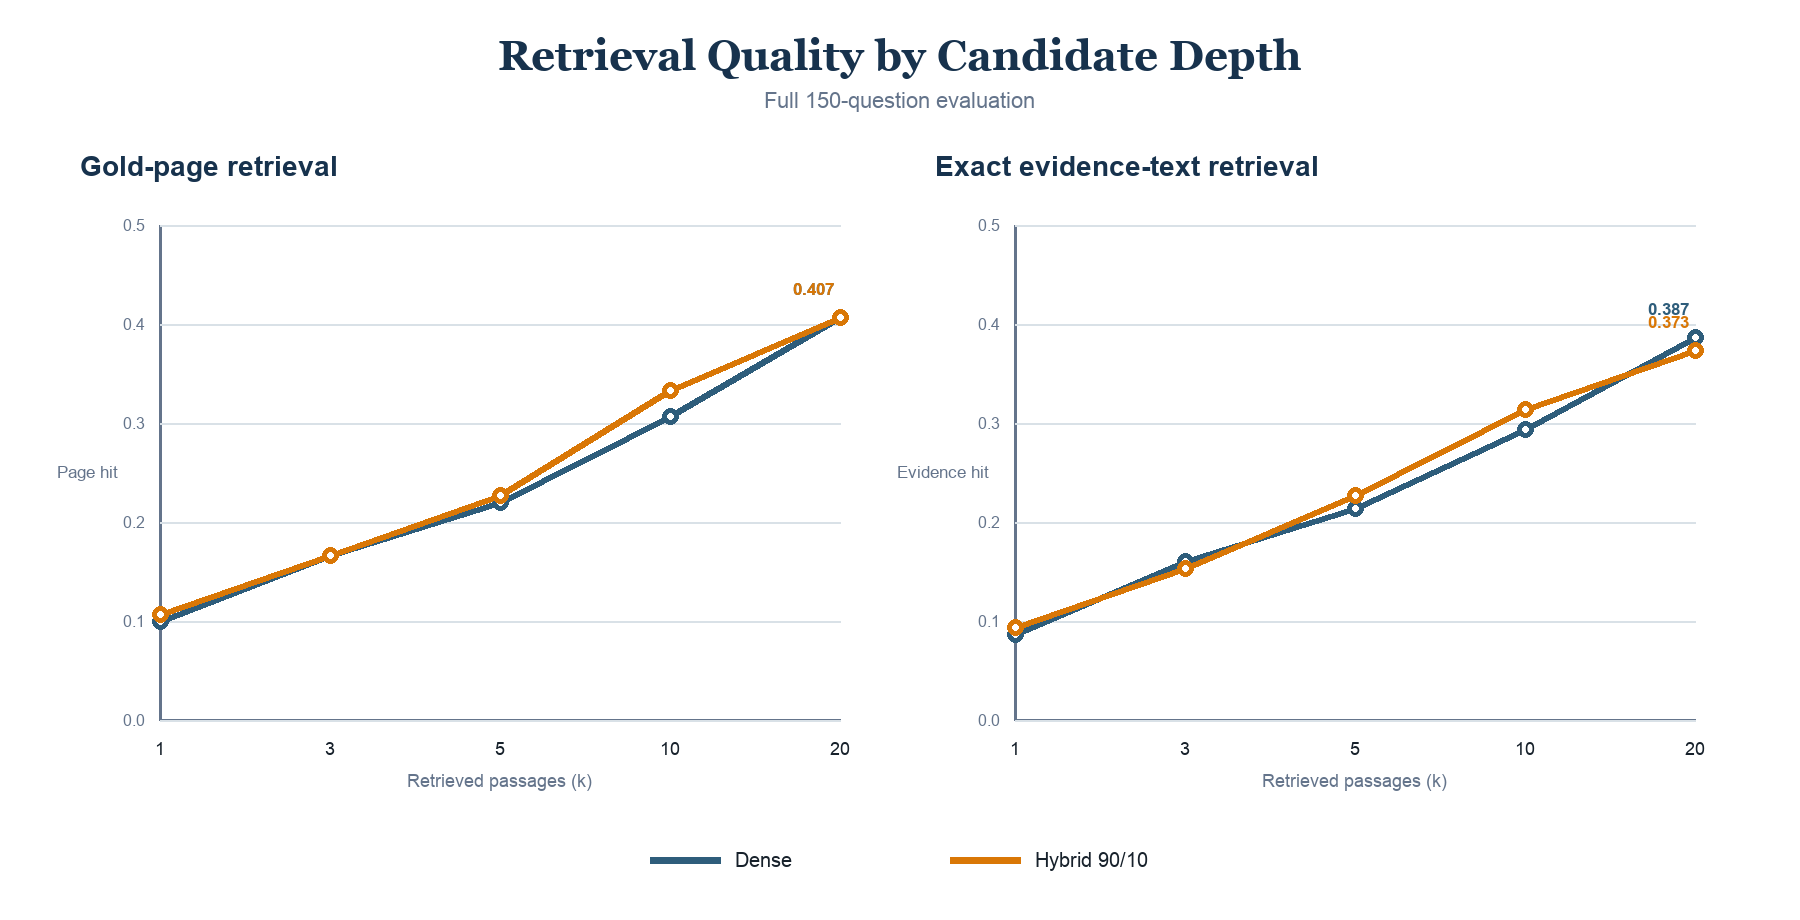 Retrieval Quality by Candidate Depth
Full 150-question evaluation
Gold-page retrieval
0.5
0.4
0.3
0.2
0.1
0.0
Page hit
0.407
1 3 5 10 20
Retrieved passages (k)
Exact evidence-text retrieval
0.5
0.4
0.3
0.2
0.1
0.0
Evidence hit
0.387
0.373
1 3 5 10 20
Retrieved passages (k)
Dense
Hybrid 90/10